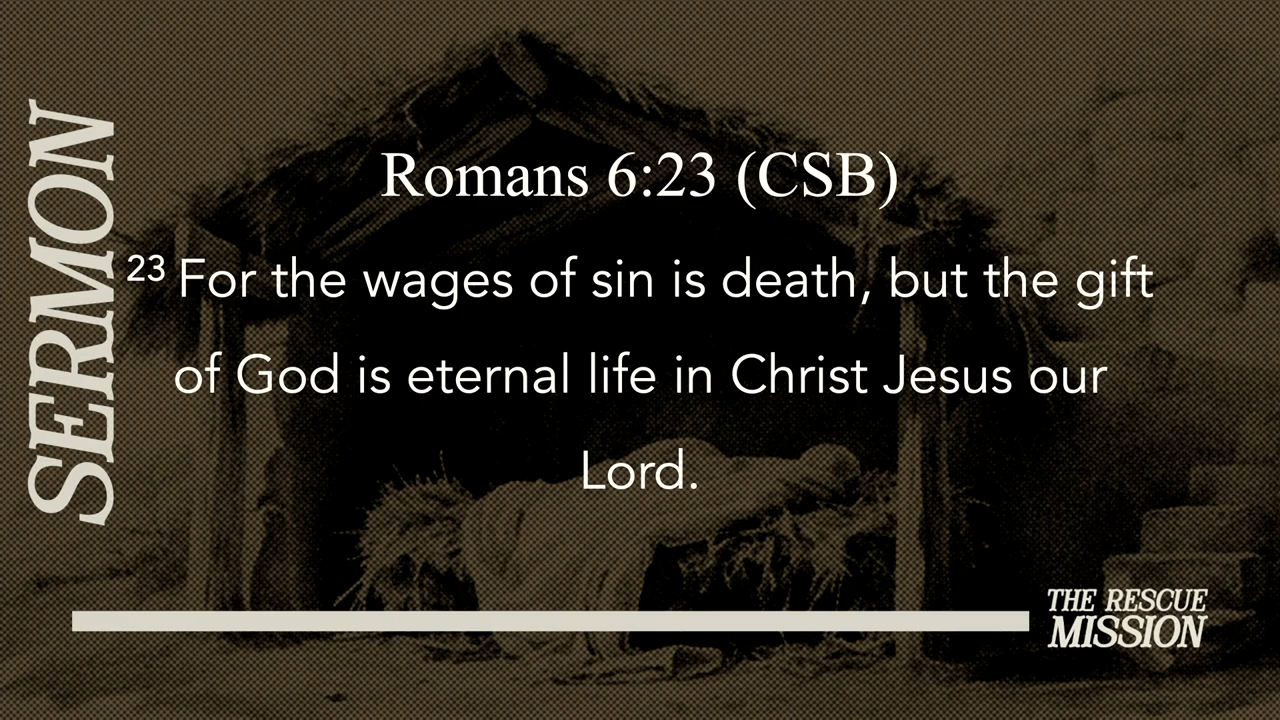 SERMON
Romans 6:23 (CSB)
23 For the wages of sin is death, but the gift
of God is eternal life in Christ Jesus our
Lord.
THE RESCUE
MISSION